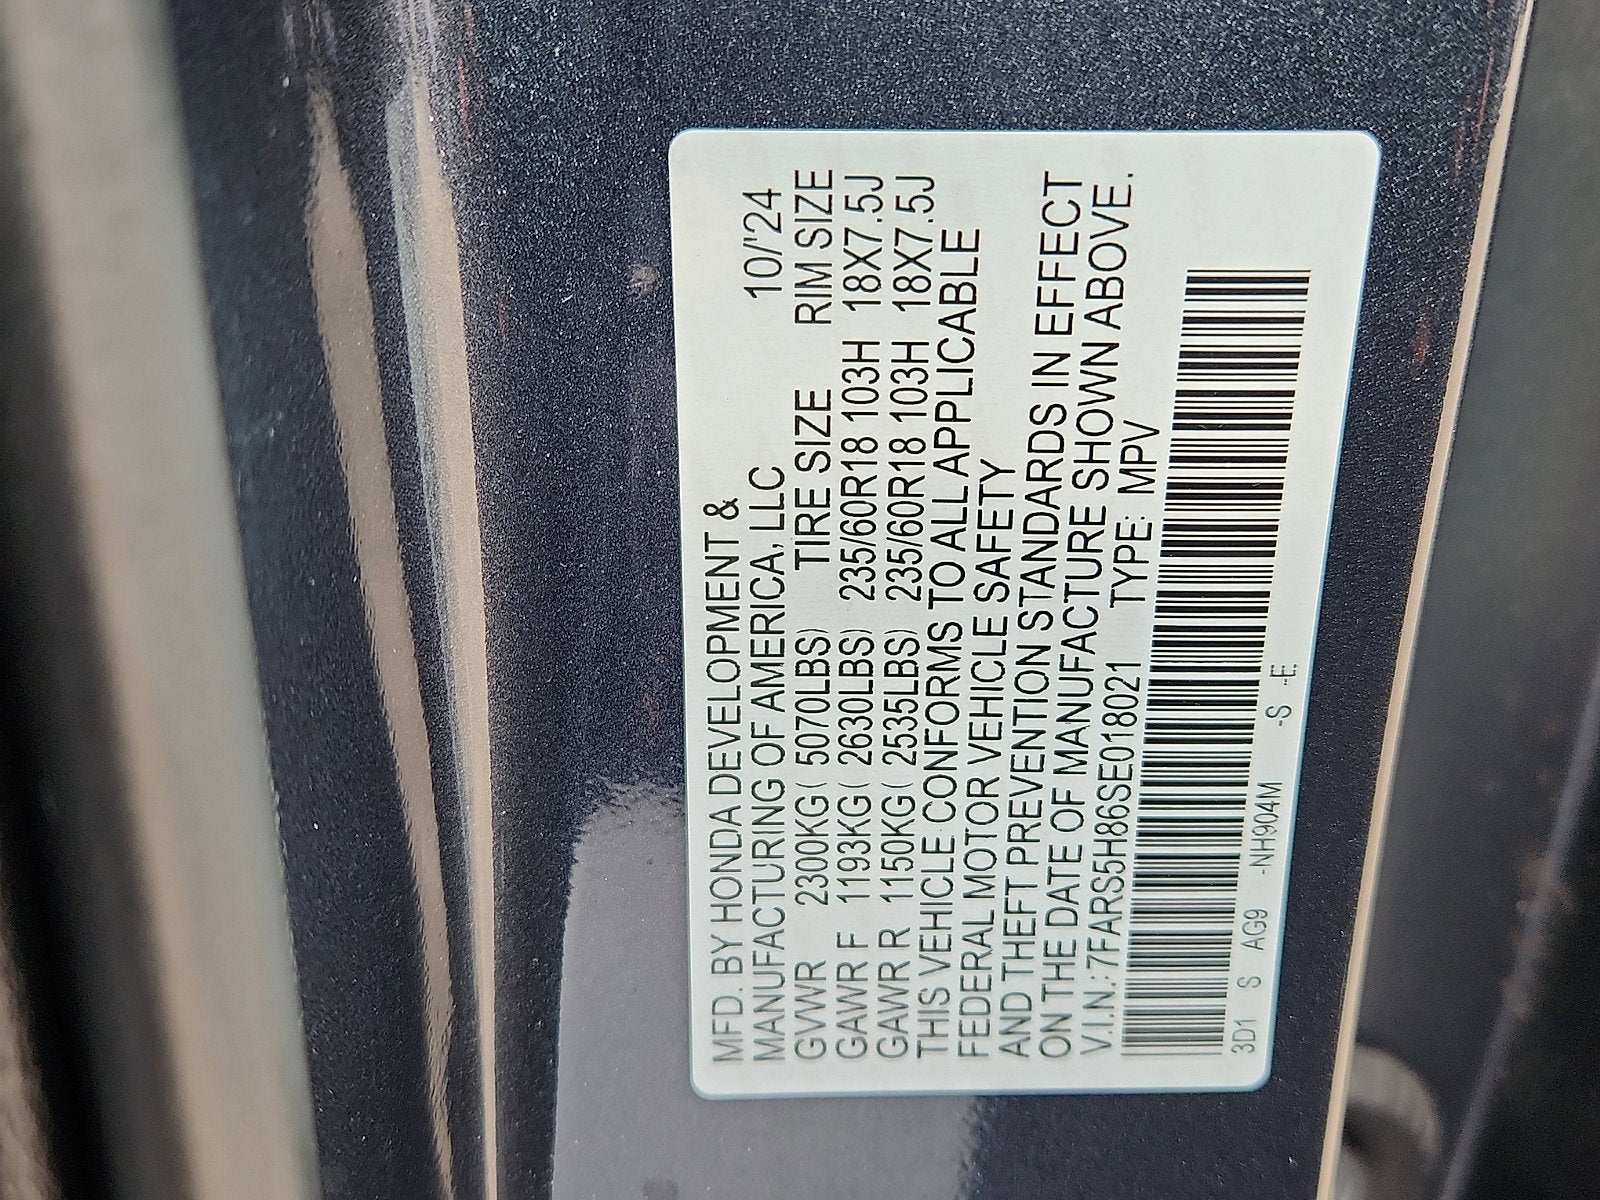 MFD. BY HONDA DEVELOPMENT &
MANUFACTURING OF AMERICA, LLC 10/'24
GVWR 2300KG ( 5070LBS) TIRE SIZE RIM SIZE
GAWR F 1193KG ( 2630LBS) 235/60R18 103H 18X7.5J
GAWR R 1150KG ( 2535LBS) 235/60R18 103H 18X7.5J
THIS VEHICLE CONFORMS TO ALL APPLICABLE
FEDERAL MOTOR VEHICLE SAFETY
AND THEFT PREVENTION STANDARDS IN EFFECT
ON THE DATE OF MANUFACTURE SHOWN ABOVE.
V.I.N.:7FARS5H86SE018021 TYPE: MPV
3D1 S AG9 -NH904M -S -E